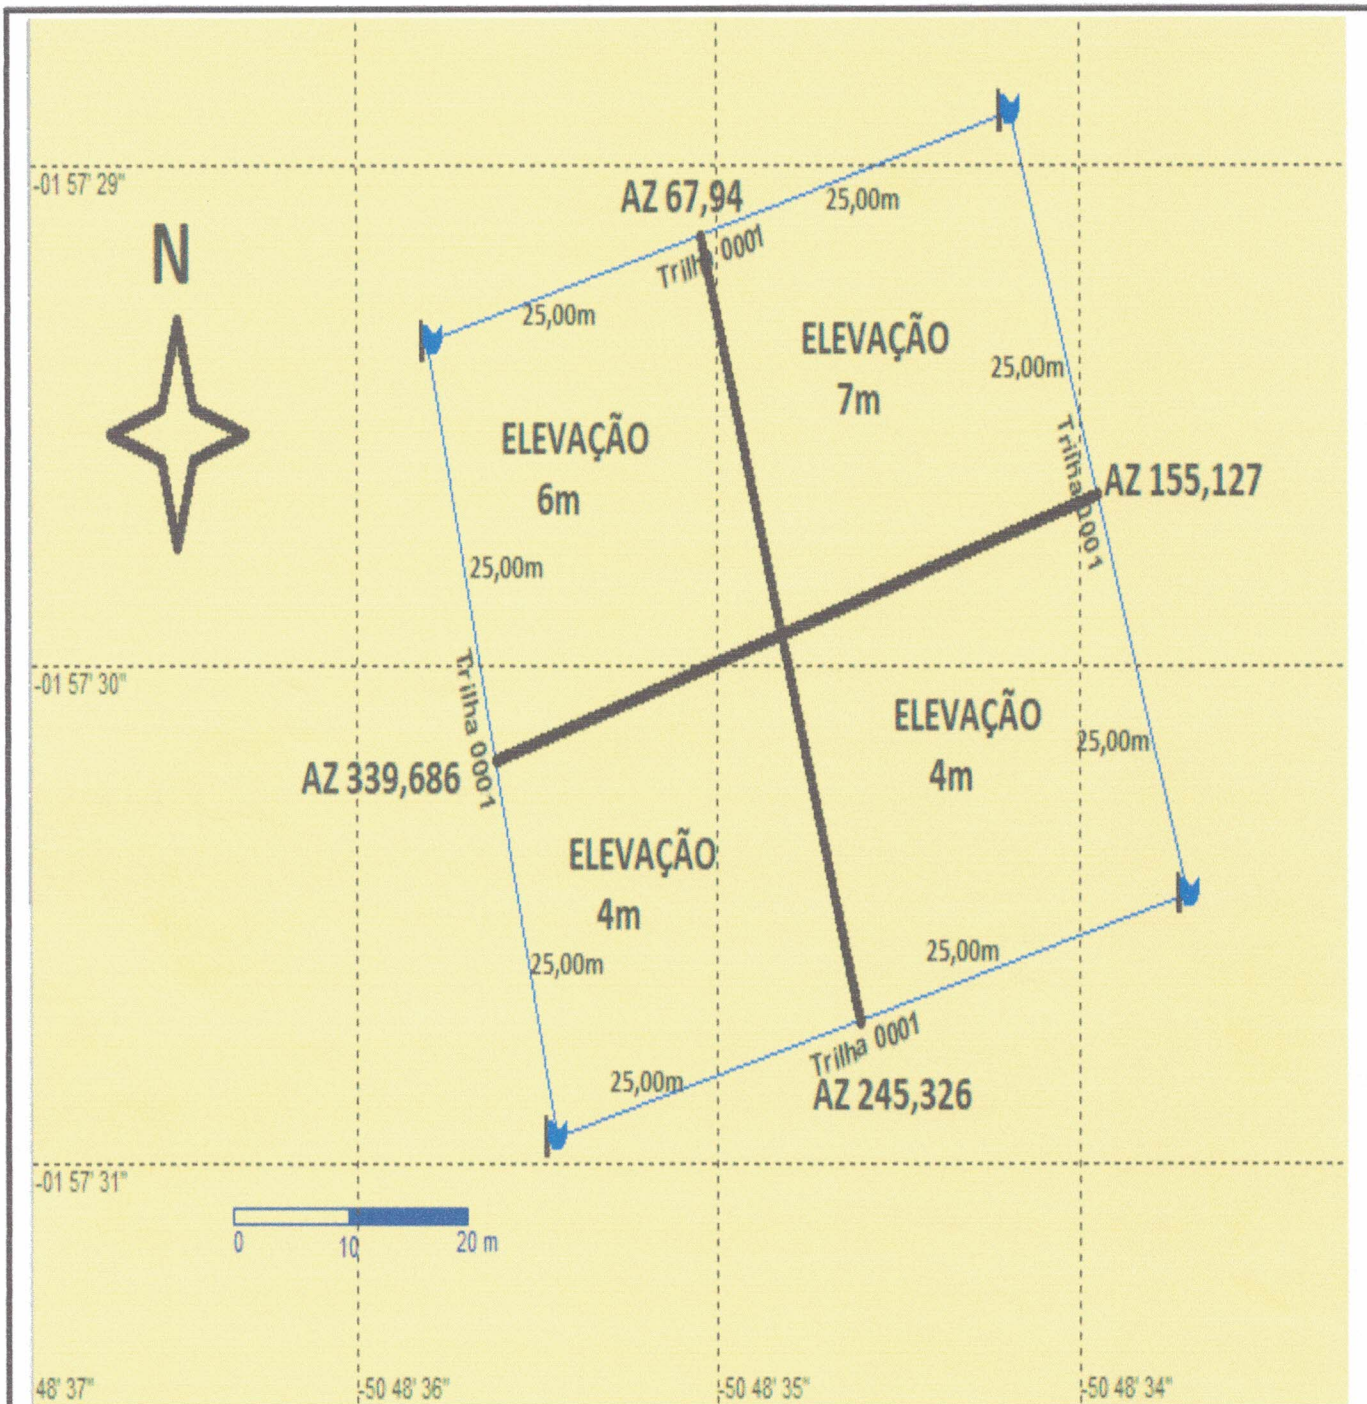 -01 57' 29"
AZ 67,94
25,00m
Trilha 0001
N
25,00m
ELEVAÇÃO
7m
25,00m
ELEVAÇÃO
6m
Trilha 0001
AZ 155,127
25,00m
-01 57' 30"
Trilha 0001
ELEVAÇÃO
4m
25,00m
AZ 339,686
ELEVAÇÃO
4m
25,00m
25,00m
Trilha 0001
25,00m
AZ 245,326
-01 57' 31"
0 10 20 m
48' 37" -50 48' 36" -50 48' 35" -50 48' 34"